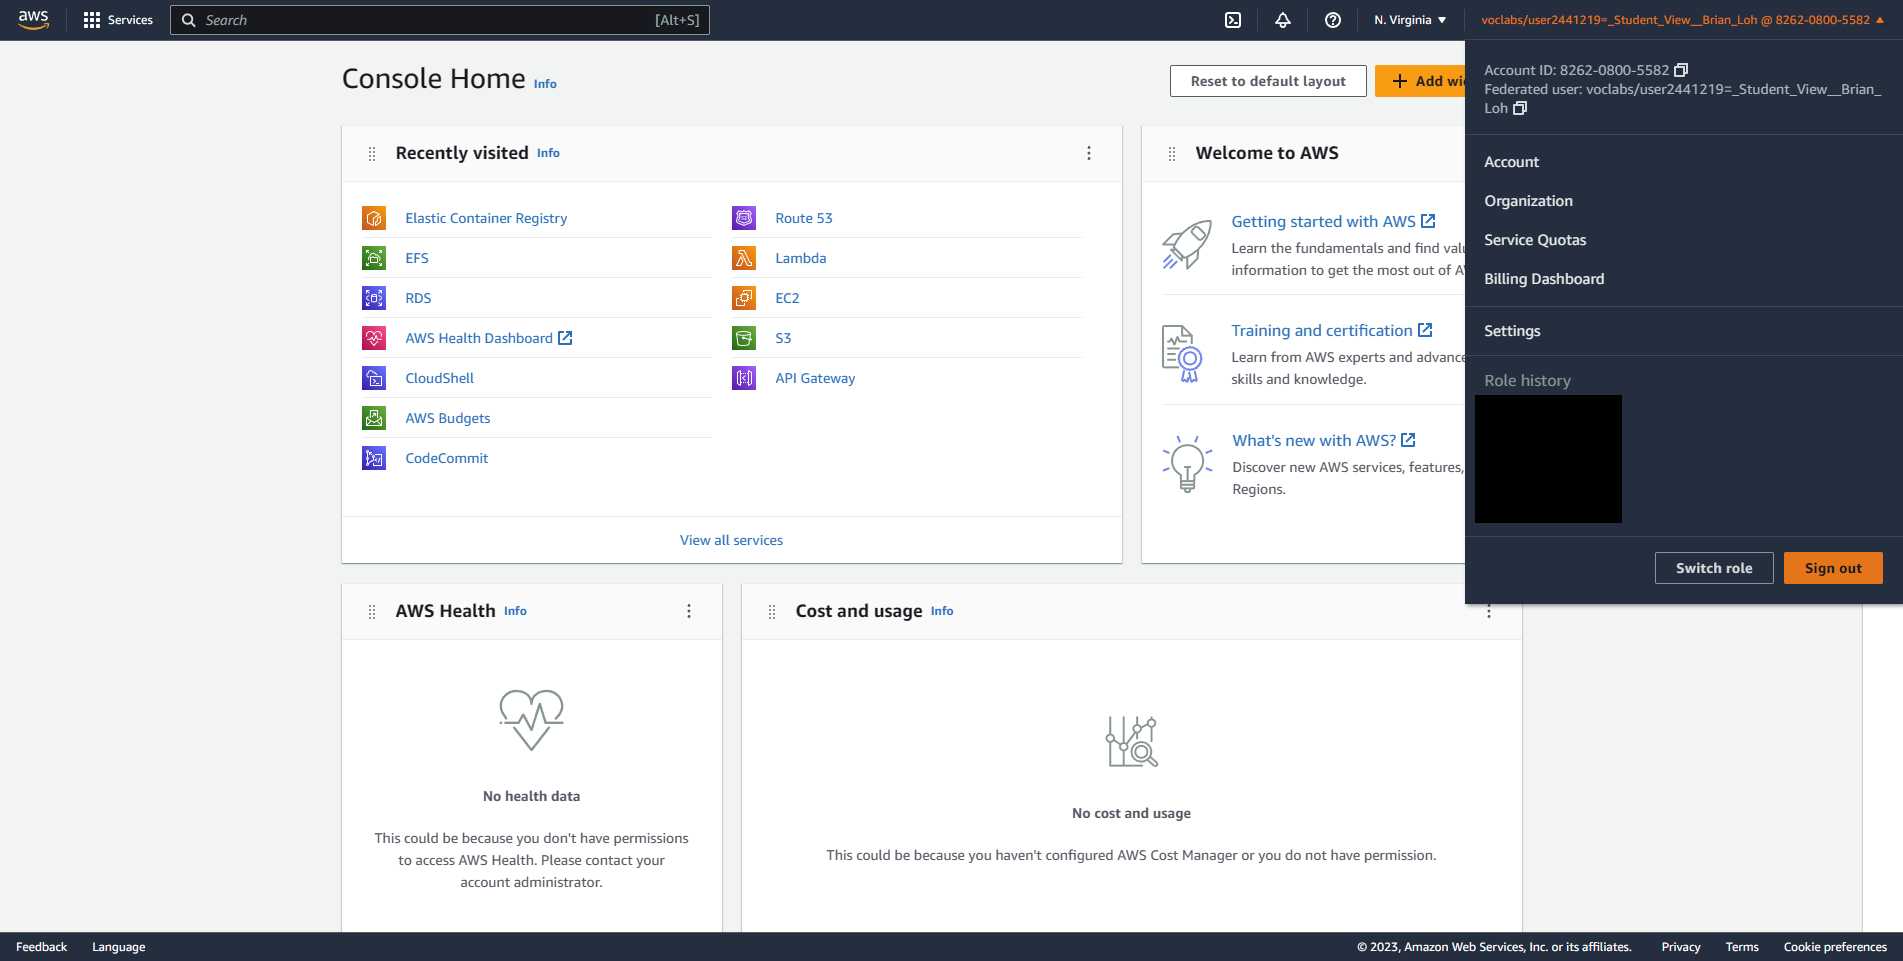 aws
Services
Search
[Alt+S]
N. Virginia
voclabs/user2441219=_Student_View__Brian_Loh @ 8262-0800-5582
Account ID: 8262-0800-5582
Federated user: voclabs/user2441219=_Student_View__Brian_
Loh
Account
Organization
Service Quotas
Billing Dashboard
Settings
Role history
Switch role
Sign out
Console Home Info
Reset to default layout
Add wi
Recently visited Info
Elastic Container Registry
EFS
RDS
AWS Health Dashboard
CloudShell
AWS Budgets
CodeCommit
Route 53
Lambda
EC2
S3
API Gateway
View all services
Welcome to AWS
Getting started with AWS
Learn the fundamentals and find valu
information to get the most out of A
Training and certification
Learn from AWS experts and advance
skills and knowledge.
What's new with AWS?
Discover new AWS services, features,
Regions.
AWS Health Info
No health data
This could be because you don't have permissions
to access AWS Health. Please contact your
account administrator.
Cost and usage Info
No cost and usage
This could be because you haven't configured AWS Cost Manager or you do not have permission.
Feedback
Language
© 2023, Amazon Web Services, Inc. or its affiliates.
Privacy
Terms
Cookie preferences